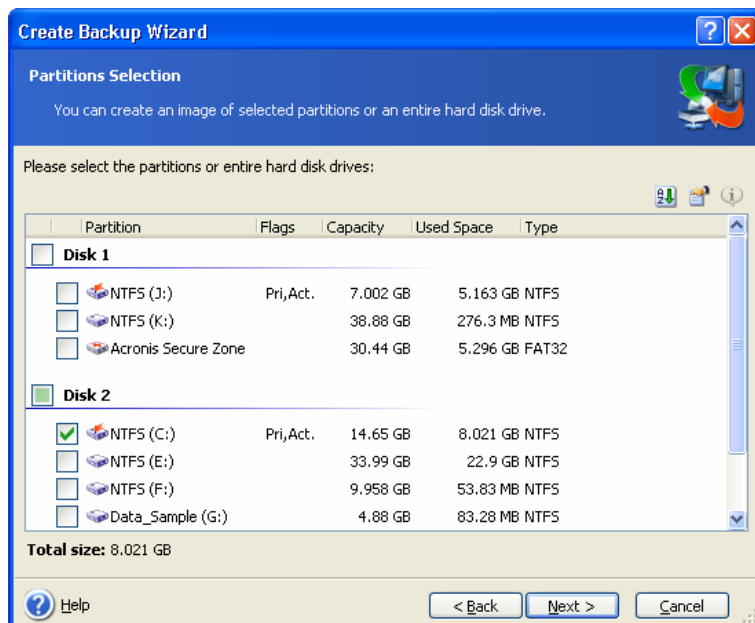 Create Backup Wizard
Partitions Selection
You can create an image of selected partitions or an entire hard disk drive.
Please select the partitions or entire hard disk drives:
Partition Flags Capacity Used Space Type
Disk 1
NTFS (J:) Pri,Act. 7.002 GB 5.163 GB NTFS
NTFS (K:) 38.88 GB 276.3 MB NTFS
Acronis Secure Zone 30.44 GB 5.296 GB FAT32
Disk 2
NTFS (C:) Pri,Act. 14.65 GB 8.021 GB NTFS
NTFS (E:) 33.99 GB 22.9 GB NTFS
NTFS (F:) 9.958 GB 53.83 MB NTFS
Data_Sample (G:) 4.88 GB 83.28 MB NTFS
Total size: 8.021 GB
Help < Back Next > Cancel